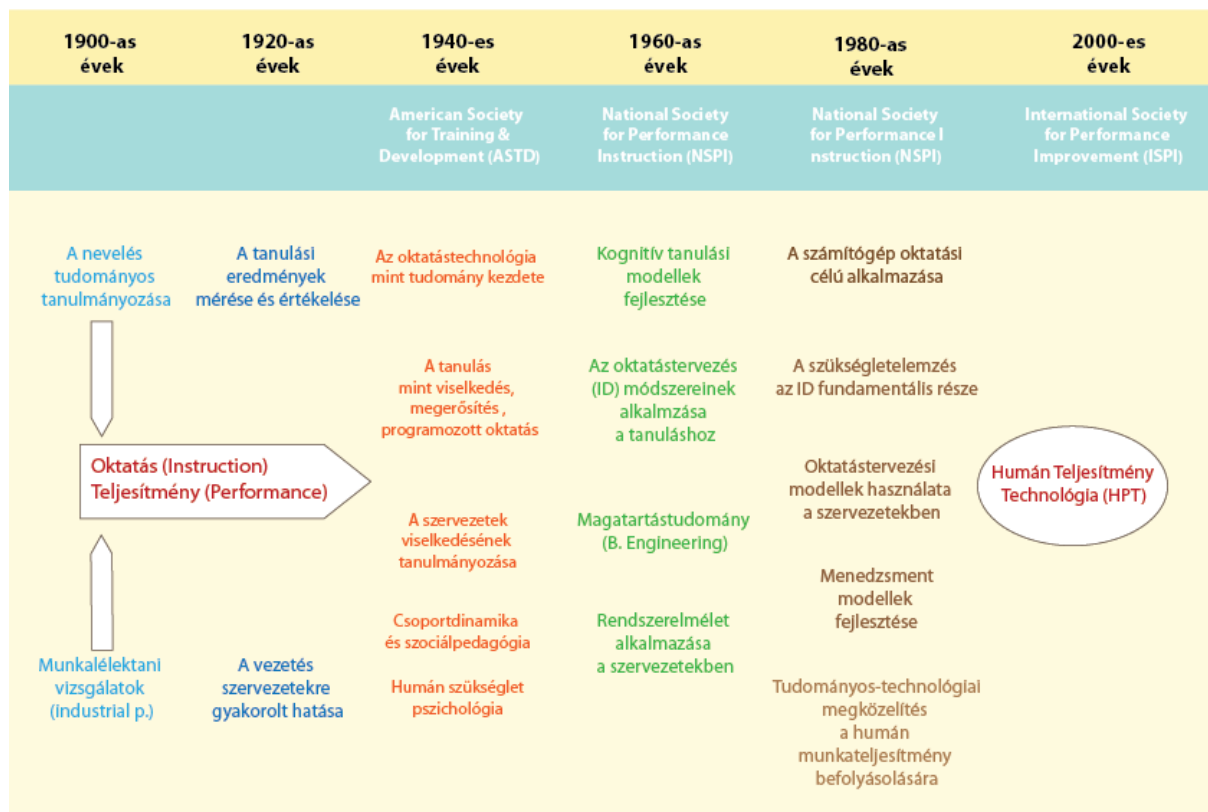 1900-as
évek
1920-as
évek
1940-es
évek
1960-as
évek
1980-as
évek
2000-es
évek
American Society
for Training &
Development (ASTD)
National Society
for Performance
Instruction (NSPI)
National Society
for Performance I
nstruction (NSPI)
International Society
for Performance
Improvement (ISPI)
A nevelés
tudományos
tanulmányozása
A tanulási
eredmények
mérése és értékelése
Az oktatástechnológia
mint tudomány kezdete
Kognitív tanulási
modellek
fejlesztése
A számítógép oktatási
célú alkalmazása
A tanulás
mint viselkedés,
megerősítés ,
programozott oktatás
Az oktatástervezés
(ID) módszereinek
alkalmzása
a tanuláshoz
A szükségletelemzés
az ID fundamentális része
Oktatás (Instruction)
Teljesítmény (Performance)
Oktatástervezési
modellek használata
a szervezetekben
Humán Teljesítmény
Technológia (HPT)
A szervezetek
viselkedésének
tanulmányozása
Magatartástudomány
(B. Engineering)
Menedzsment
modellek
fejlesztése
Csoportdinamika
és szociálpedagógia
Rendszerelmélet
alkalmazása
a szervezetekben
Munkalélektani
vizsgálatok
(industrial p.)
A vezetés
szervezetekre
gyakorolt hatása
Humán szükséglet
pszichológia
Tudományos-technológiai
megközelítés
a humán
munkateljesítmény
befolyásolására